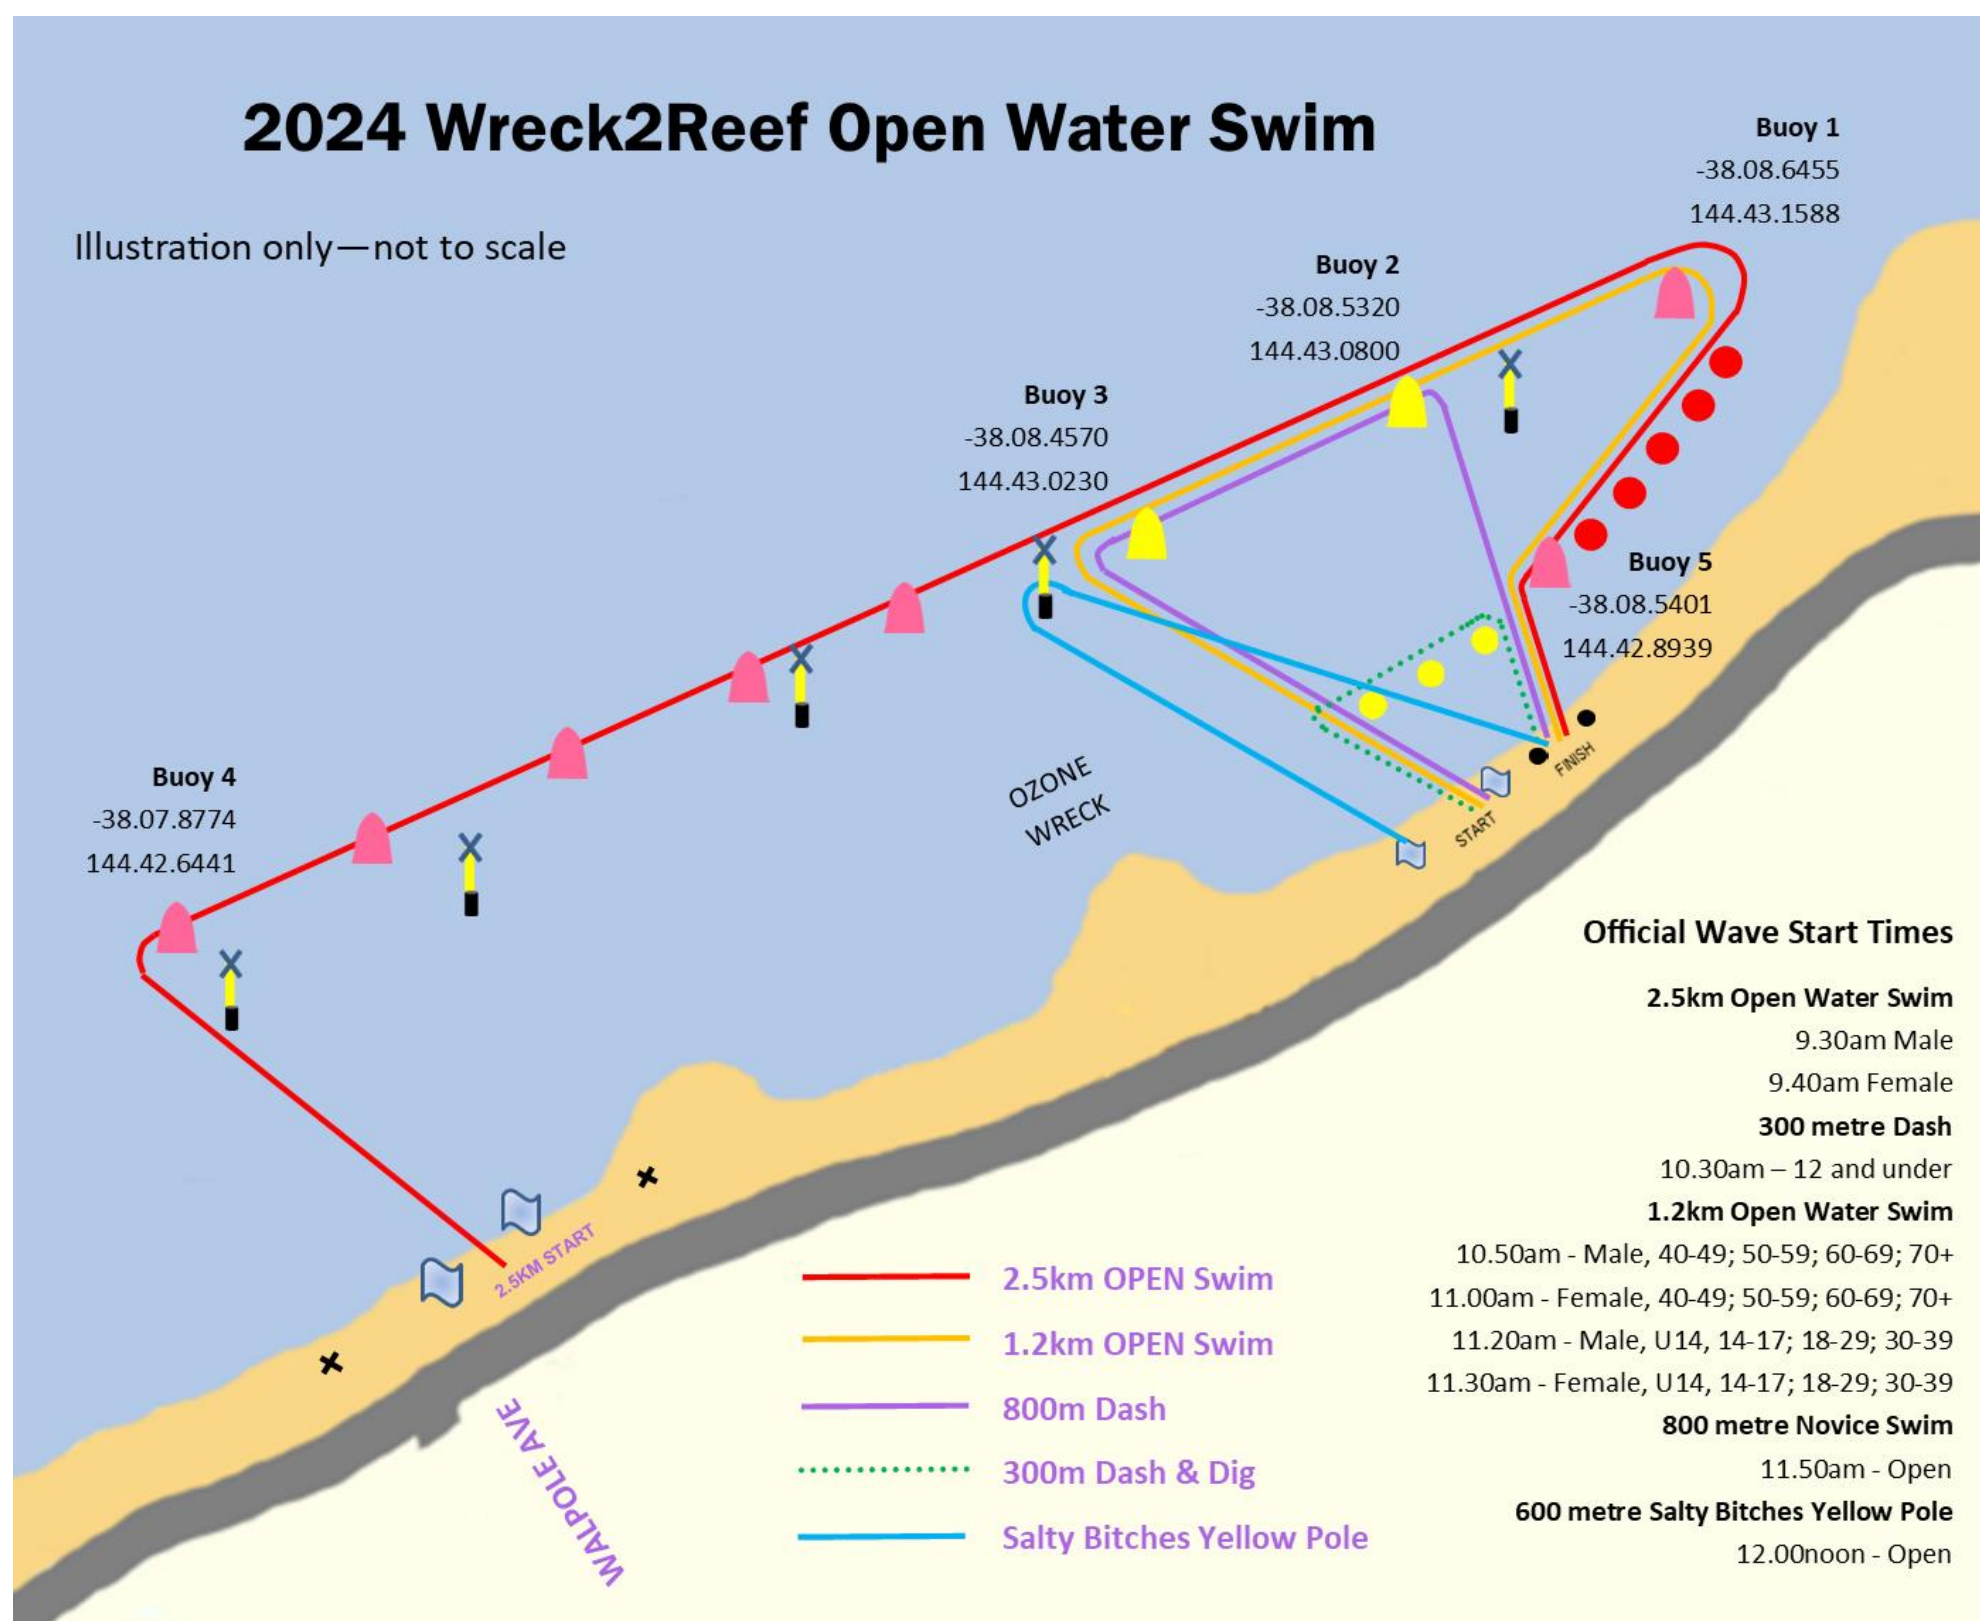 2024 Wreck2Reef Open Water Swim
Illustration only—not to scale
Buoy 1
-38.08.6455
144.43.1588
Buoy 2
-38.08.5320
144.43.0800
Buoy 3
-38.08.4570
144.43.0230
Buoy 5
-38.08.5401
144.42.8939
Buoy 4
-38.07.8774
144.42.6441
OZONE
WRECK
FINISH
START
2.5KM START
WALPOLE AVE
2.5km OPEN Swim
1.2km OPEN Swim
800m Dash
300m Dash & Dig
Salty Bitches Yellow Pole
Official Wave Start Times
2.5km Open Water Swim
9.30am Male
9.40am Female
300 metre Dash
10.30am – 12 and under
1.2km Open Water Swim
10.50am - Male, 40-49; 50-59; 60-69; 70+
11.00am - Female, 40-49; 50-59; 60-69; 70+
11.20am - Male, U14, 14-17; 18-29; 30-39
11.30am - Female, U14, 14-17; 18-29; 30-39
800 metre Novice Swim
11.50am - Open
600 metre Salty Bitches Yellow Pole
12.00noon - Open